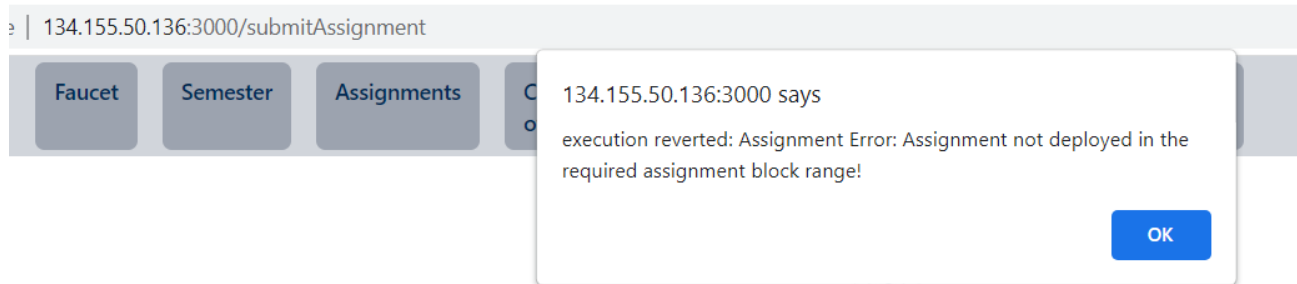 134.155.50.136:3000/submitAssignment
Faucet
Semester
Assignments
134.155.50.136:3000 says
execution reverted: Assignment Error: Assignment not deployed in the
required assignment block range!
OK